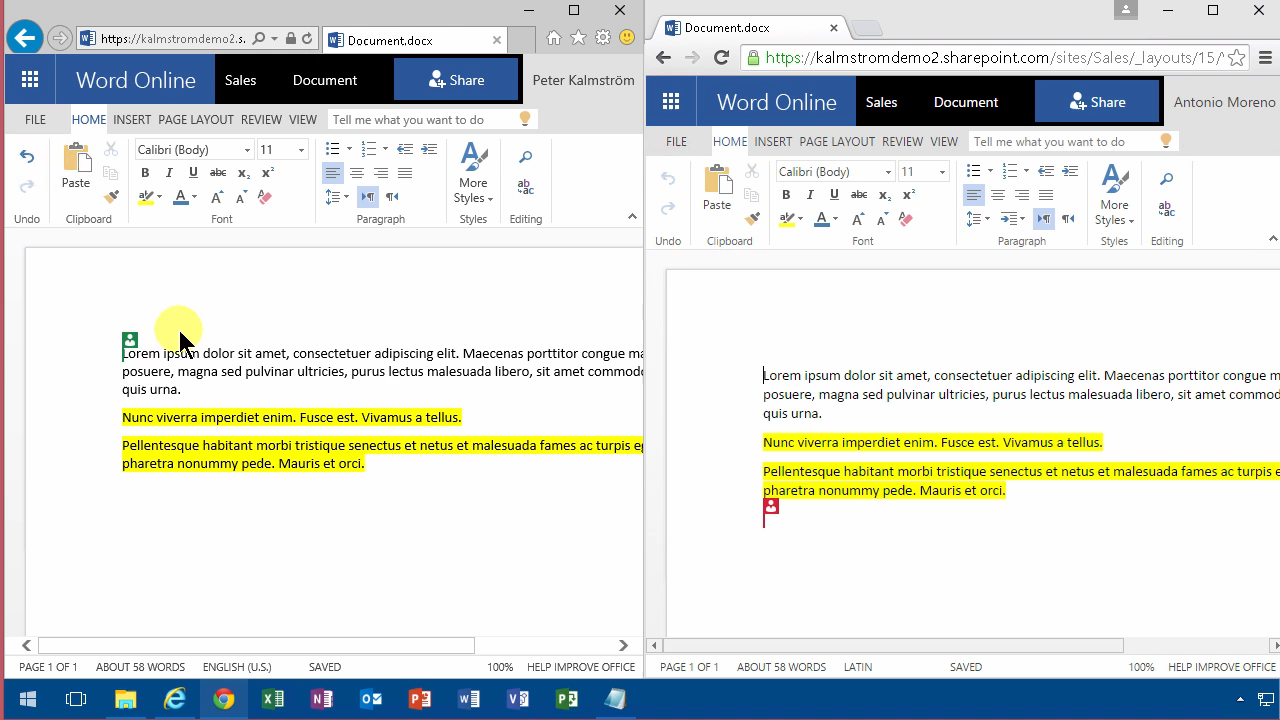 https://kalmstromdemo2.s.
Document.docx
Word Online
Sales
Document
Share
Peter Kalmström
FILE
HOME
INSERT
PAGE LAYOUT
REVIEW
VIEW
Tell me what you want to do
Paste
Calibri (Body)
11
B I U abc x₂ x²
A
More
Styles
abc
ac
Undo
Clipboard
Font
Paragraph
Styles
Editing
Lorem ipsum dolor sit amet, consectetuer adipiscing elit. Maecenas porttitor congue ma
posuere, magna sed pulvinar ultricies, purus lectus malesuada libero, sit amet commodo
quis urna.
Nunc viverra imperdiet enim. Fusce est. Vivamus a tellus.
Pellentesque habitant morbi tristique senectus et netus et malesuada fames ac turpis eg
pharetra nonummy pede. Mauris et orci.
PAGE 1 OF 1
ABOUT 58 WORDS
ENGLISH (U.S.)
SAVED
100%
HELP IMPROVE OFFICE
Document.docx
https://kalmstromdemo2.sharepoint.com/sites/Sales/_layouts/15/
Word Online
Sales
Document
Share
Antonio Moreno
FILE
HOME
INSERT
PAGE LAYOUT
REVIEW
VIEW
Tell me what you want to do
Paste
Calibri (Body)
11
B I U abc x₂ x²
A
More
Styles
abc
ac
Undo
Clipboard
Font
Paragraph
Styles
Editing
Lorem ipsum dolor sit amet, consectetuer adipiscing elit. Maecenas porttitor congue m
posuere, magna sed pulvinar ultricies, purus lectus malesuada libero, sit amet commod
quis urna.
Nunc viverra imperdiet enim. Fusce est. Vivamus a tellus.
Pellentesque habitant morbi tristique senectus et netus et malesuada fames ac turpis e
pharetra nonummy pede. Mauris et orci.
PAGE 1 OF 1
ABOUT 58 WORDS
LATIN
SAVED
100%
HELP IMPROVE OFFICE